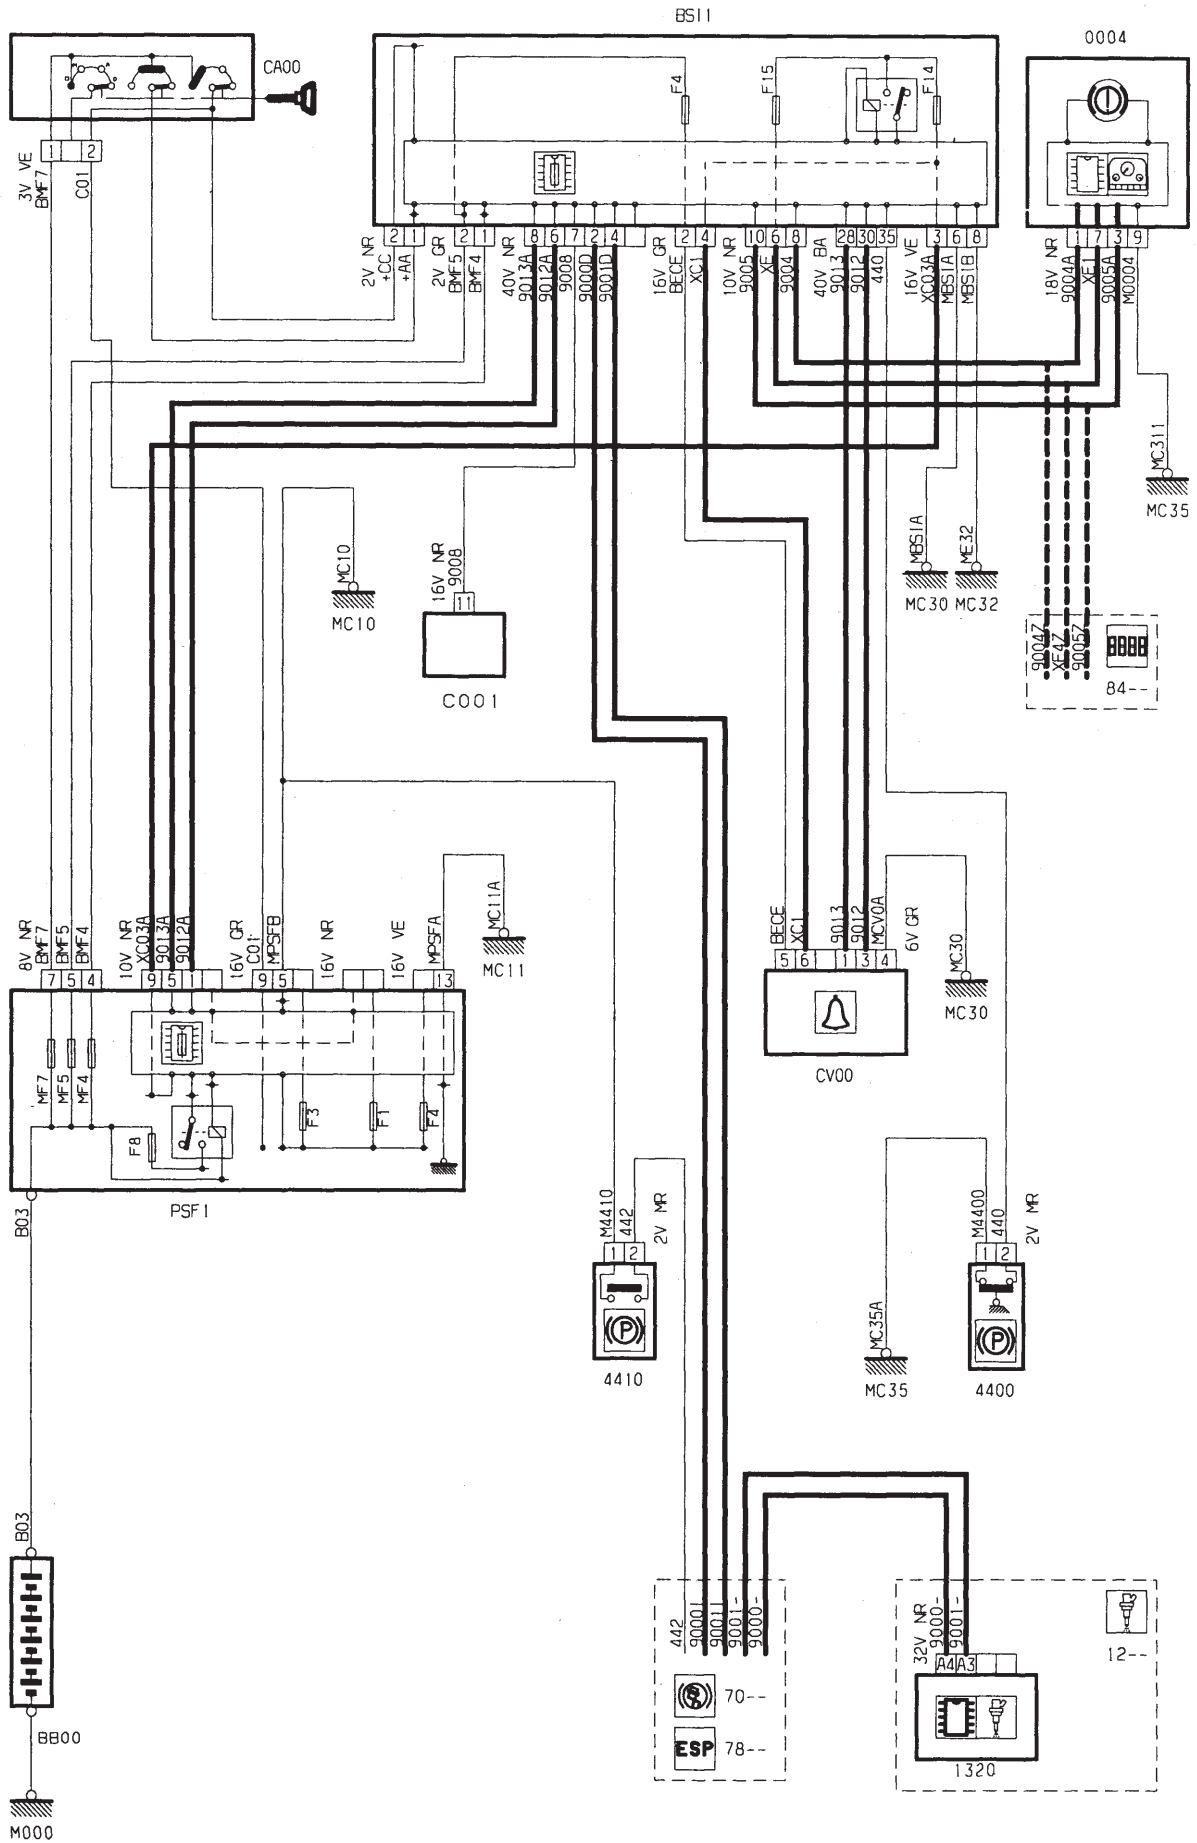 BSI1
0004
CA00
F4
F15
F14
1
2
3V VE
BMF7
C01
2
1
2
1
8
6
7
2
4
2
4
10
6
8
28
30
35
3
6
8
1
7
3
9
2V NR
+CC
+AA
2V GR
BMF5
BMF4
40V NR
9013A
9012A
9008
9000D
9001D
16V GR
BECE
XC1
10V NR
9005
XE
9004
40V BA
9013
9012
440
16V VE
XC03A
MBS1A
MBS1B
18V NR
9004A
XE1
9005A
M0004
MC311
MC35
MC10
MC10
16V NR
9008
11
C001
MBS1A
ME32
MC30
MC32
9004Z
XE4Z
9005Z
84--
8V NR
BMF7
BMF5
BMF4
10V NR
XC03A
9013A
9012A
16V GR
C01
MPSFB
16V NR
16V VE
MPSFA
MC11A
MC11
7
5
4
9
5
1
9
5
13
MF7
MF5
MF4
F8
F3
F1
F4
PSF1
B03
BECE
XC1
9013
9012
MCV0A
6V GR
5
6
1
3
4
MC30
MC30
CV00
M4410
442
2V MR
1
2
P
4410
M4400
440
2V MR
1
2
P
4400
MC35A
MC35
B03
BB00
M000
442
9000I
9001I
9001-
9000-
70--
ESP
78--
32V NR
9000-
9001-
A4
A3
12--
1320